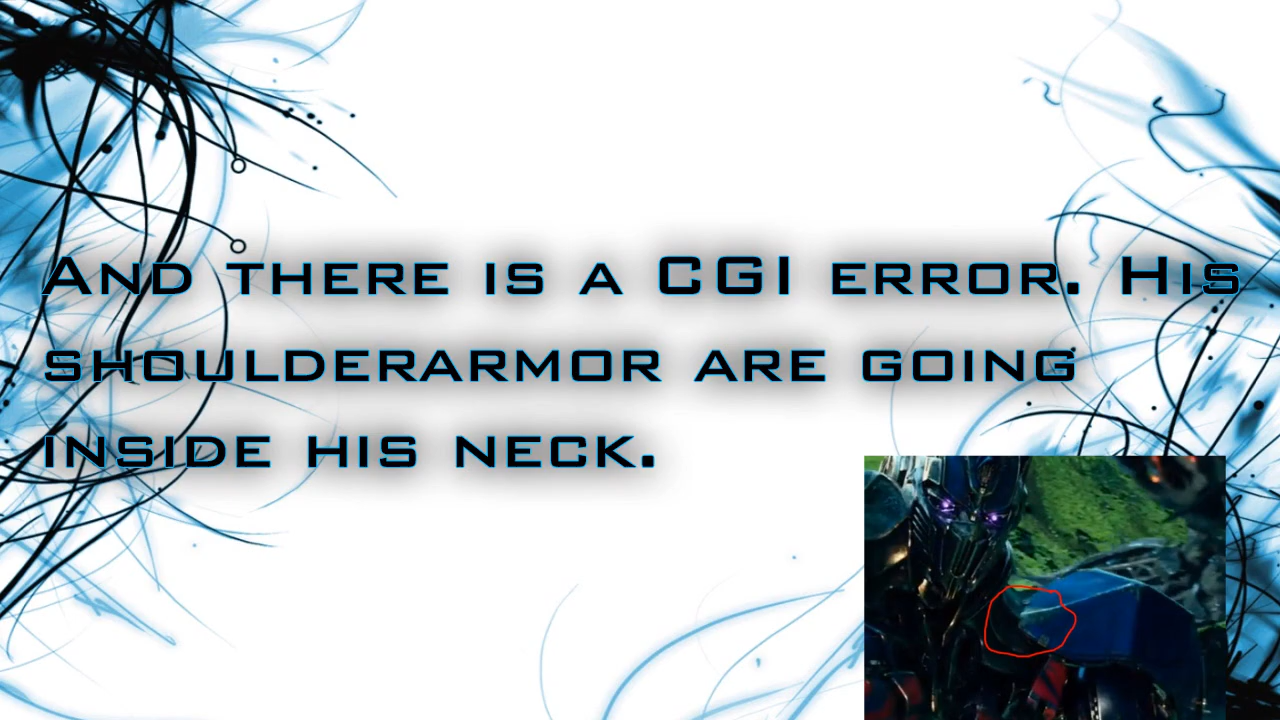 And there is a CGI error. His
shoulderarmor are going
inside his neck.